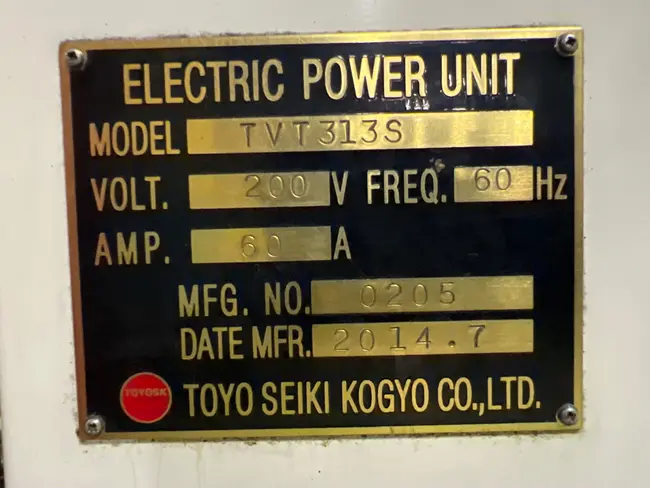 ELECTRIC POWER UNIT
MODEL TVT313S
VOLT. 200 V FREQ. 60 Hz
AMP. 60 A
MFG. NO. 0205
DATE MFR. 2014.7
TOYOSK TOYO SEIKI KOGYO CO.,LTD.